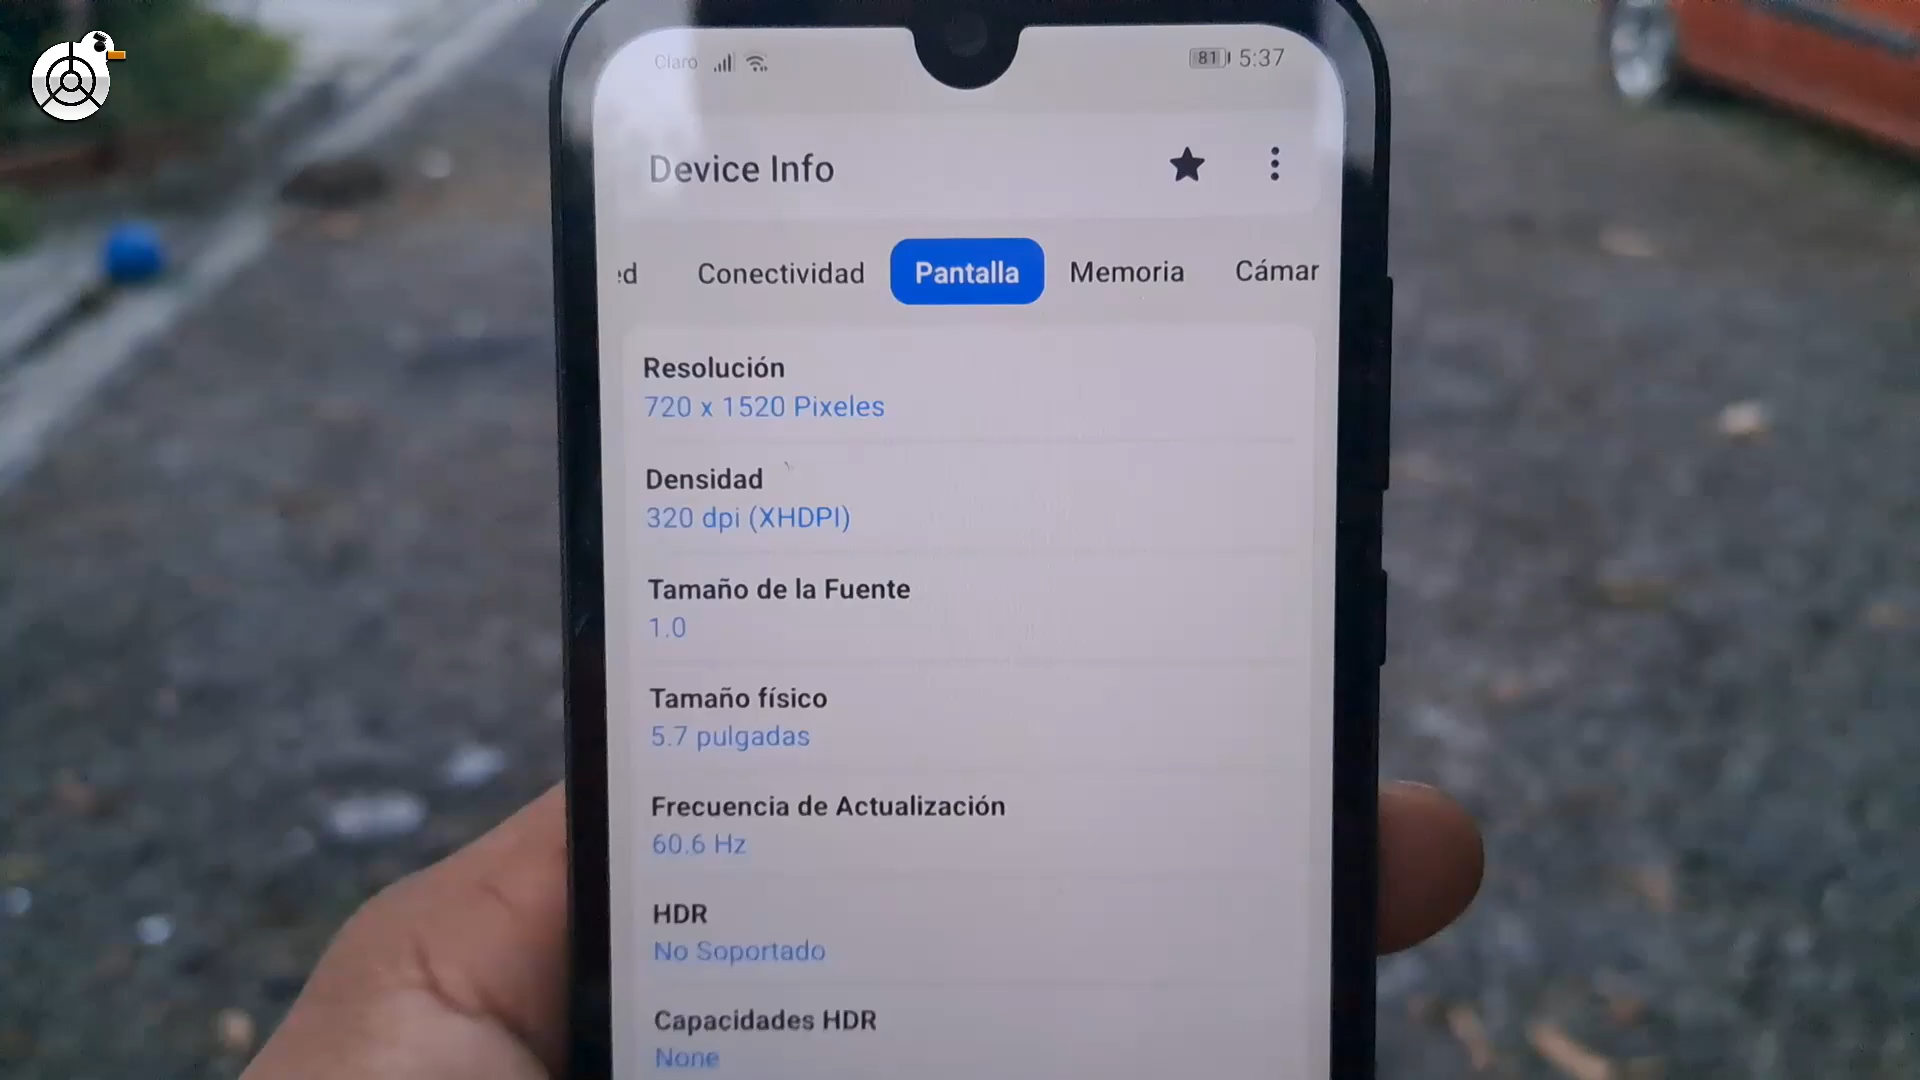 Claro 81 5:37
Device Info
ed Conectividad Pantalla Memoria Cámar
Resolución
720 x 1520 Pixeles
Densidad
320 dpi (XHDPI)
Tamaño de la Fuente
1.0
Tamaño físico
5.7 pulgadas
Frecuencia de Actualización
60.6 Hz
HDR
No Soportado
Capacidades HDR
None